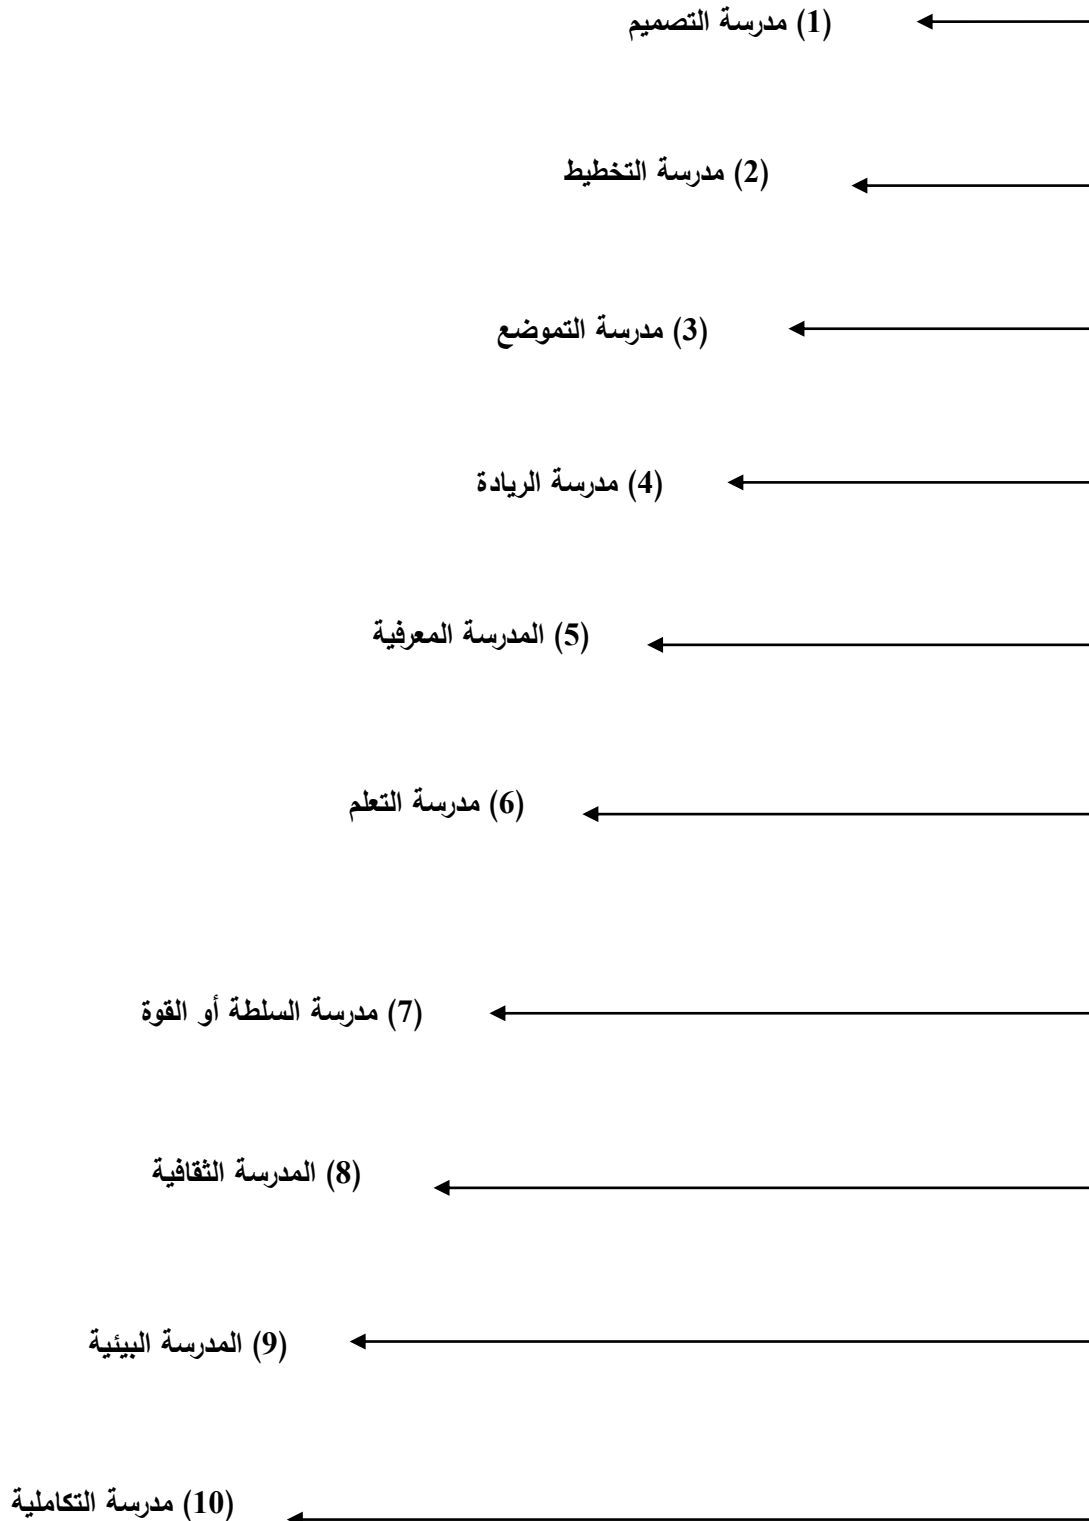 (1) مدرسة التصميم
(2) مدرسة التخطيط
(3) مدرسة التموضع
(4) مدرسة الريادة
(5) المدرسة المعرفية
(6) مدرسة التعلم
(7) مدرسة السلطة أو القوة
(8) المدرسة الثقافية
(9) المدرسة البيئية
(10) مدرسة التكاملية